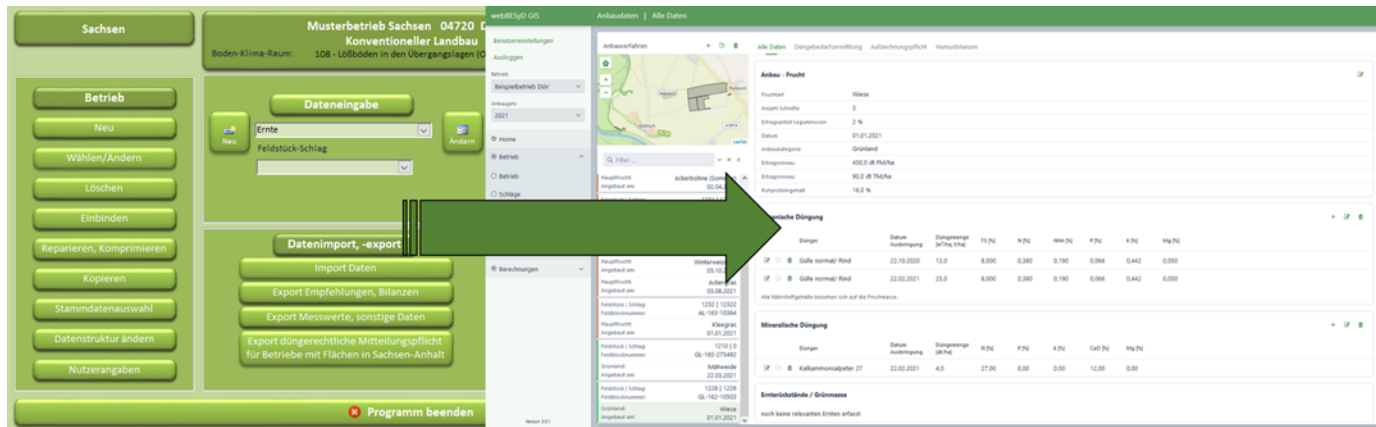 Sachsen
Musterbetrieb Sachsen 04720 D
Konventioneller Landbau
Boden-Klima-Raum: 108 - Lößböden in den Übergangslagen (O
Betrieb
Neu
Wählen/Ändern
Löschen
Einbinden
Reparieren, Komprimieren
Kopieren
Stammdatenauswahl
Datenstruktur ändern
Nutzerangaben
Dateneingabe
Neu
Ernte
Ändern
Feldstück-Schlag
Datenimport, -export
Import Daten
Export Empfehlungen, Bilanzen
Export Messwerte, sonstige Daten
Export düngerechtliche Mitteilungspflicht
für Betriebe mit Flächen in Sachsen-Anhalt
Programm beenden
webBESyD GIS
Anbaudaten | Alle Daten
Benutzereinstellungen
Ausloggen
Betrieb
Beispielbetrieb DüV
Anbaujahr
2021
Home
Betrieb
Betrieb
Schläge
Berechnungen
Version 3.0.1
Anbauverfahren
Leaflet
Filter ...
Hauptfrucht: Ackerbohne (Som
Angebaut am: 02.04.2
Hauptfrucht: Winterweize
Angebaut am: 05.10.2
Hauptfrucht: Ackergras
Angebaut am: 03.08.2021
Feldstück | Schlag: 1232 | 12322
Feldblocknummer: AL-163-10364
Hauptfrucht: Kleegras
Angebaut am: 01.01.2021
Feldstück | Schlag: 1210 | 0
Feldblocknummer: GL-163-275492
Grünland: Mähweide
Angebaut am: 22.03.2021
Feldstück | Schlag: 1226 | 1226
Feldblocknummer: GL-162-10503
Grünland: Wiese
Angebaut am: 01.01.2021
Alle Daten Düngebedarfsermittlung Aufzeichnungspflicht Humusbilanzen
Anbau - Frucht
Fruchtart Wiese
Anzahl Schnitte 3
Ertragsanteil Leguminosen 2 %
Datum 01.01.2021
Anbaukategorie Grünland
Ertragsniveau 450,0 dt FM/ha
Ertragsniveau 90,0 dt TM/ha
Rohproteingehalt 16,0 %
anische Düngung
Dünger Datum Ausbringung Düngemenge [m³/ha; t/ha] TS [%] N [%] NH4 [%] P [%] K [%] Mg [%]
Gülle normal/ Rind 22.10.2020 13,0 8,000 0,380 0,190 0,066 0,442 0,050
Gülle normal/ Rind 22.02.2021 25,0 8,000 0,380 0,190 0,066 0,442 0,050
Alle Nährstoffgehalte beziehen sich auf die Frischmasse.
Mineralische Düngung
Dünger Datum Ausbringung Düngemenge [dt/ha] N [%] P [%] K [%] CaO [%] Mg [%]
Kalkammonsalpeter 27 22.02.2021 4,0 27,00 0,00 0,00 12,00 0,00
Ernterückstände / Grünmasse
noch keine relevanten Ernten erfasst